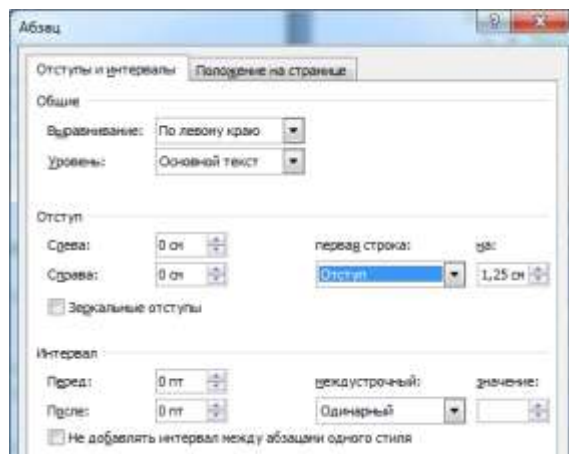 Абзац
Отступы и интервалы Положение на странице
Общие
Выравнивание: По левому краю
Уровень: Основной текст
Отступ
Слева: 0 см первая строка: на:
Справа: 0 см Отступ 1,25 см
Зеркальные отступы
Интервал
Перед: 0 пт междустрочный: значение:
После: 0 пт Одинарный
Не добавлять интервал между абзацами одного стиля